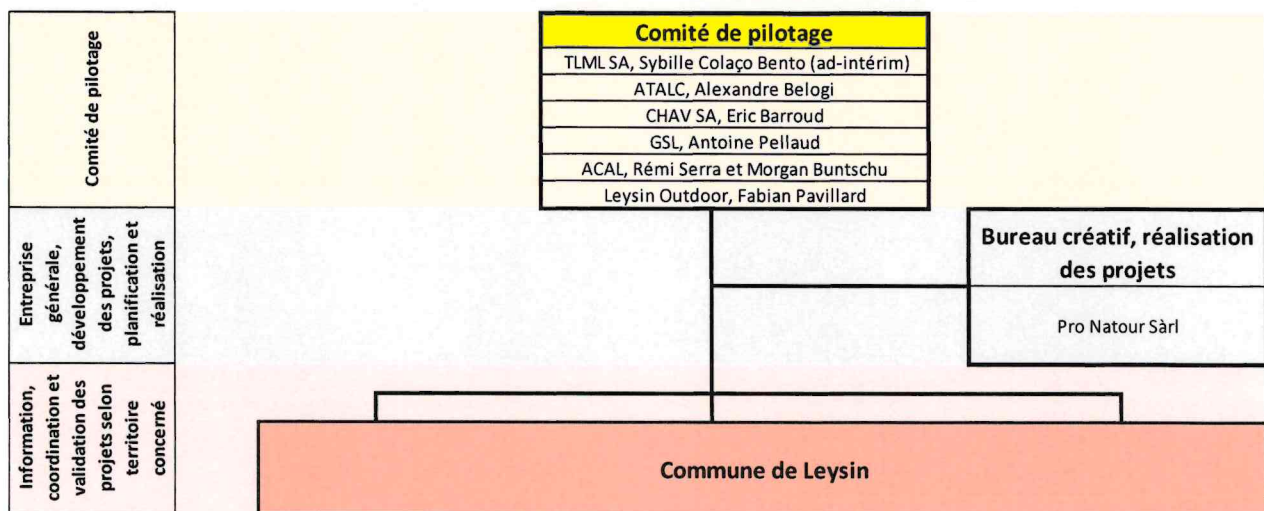 Comité de pilotage
Comité de pilotage
TLML SA, Sybille Colaço Bento (ad-intérim)
ATALC, Alexandre Belogi
CHAV SA, Eric Barroud
GSL, Antoine Pellaud
ACAL, Rémi Serra et Morgan Buntschu
Leysin Outdoor, Fabian Pavillard
Entreprise
générale,
développement
des projets,
planification et
réalisation
Bureau créatif, réalisation
des projets
Pro Natour Sàrl
Information,
coordination et
validation des
projets selon
territoire
concerné
Commune de Leysin